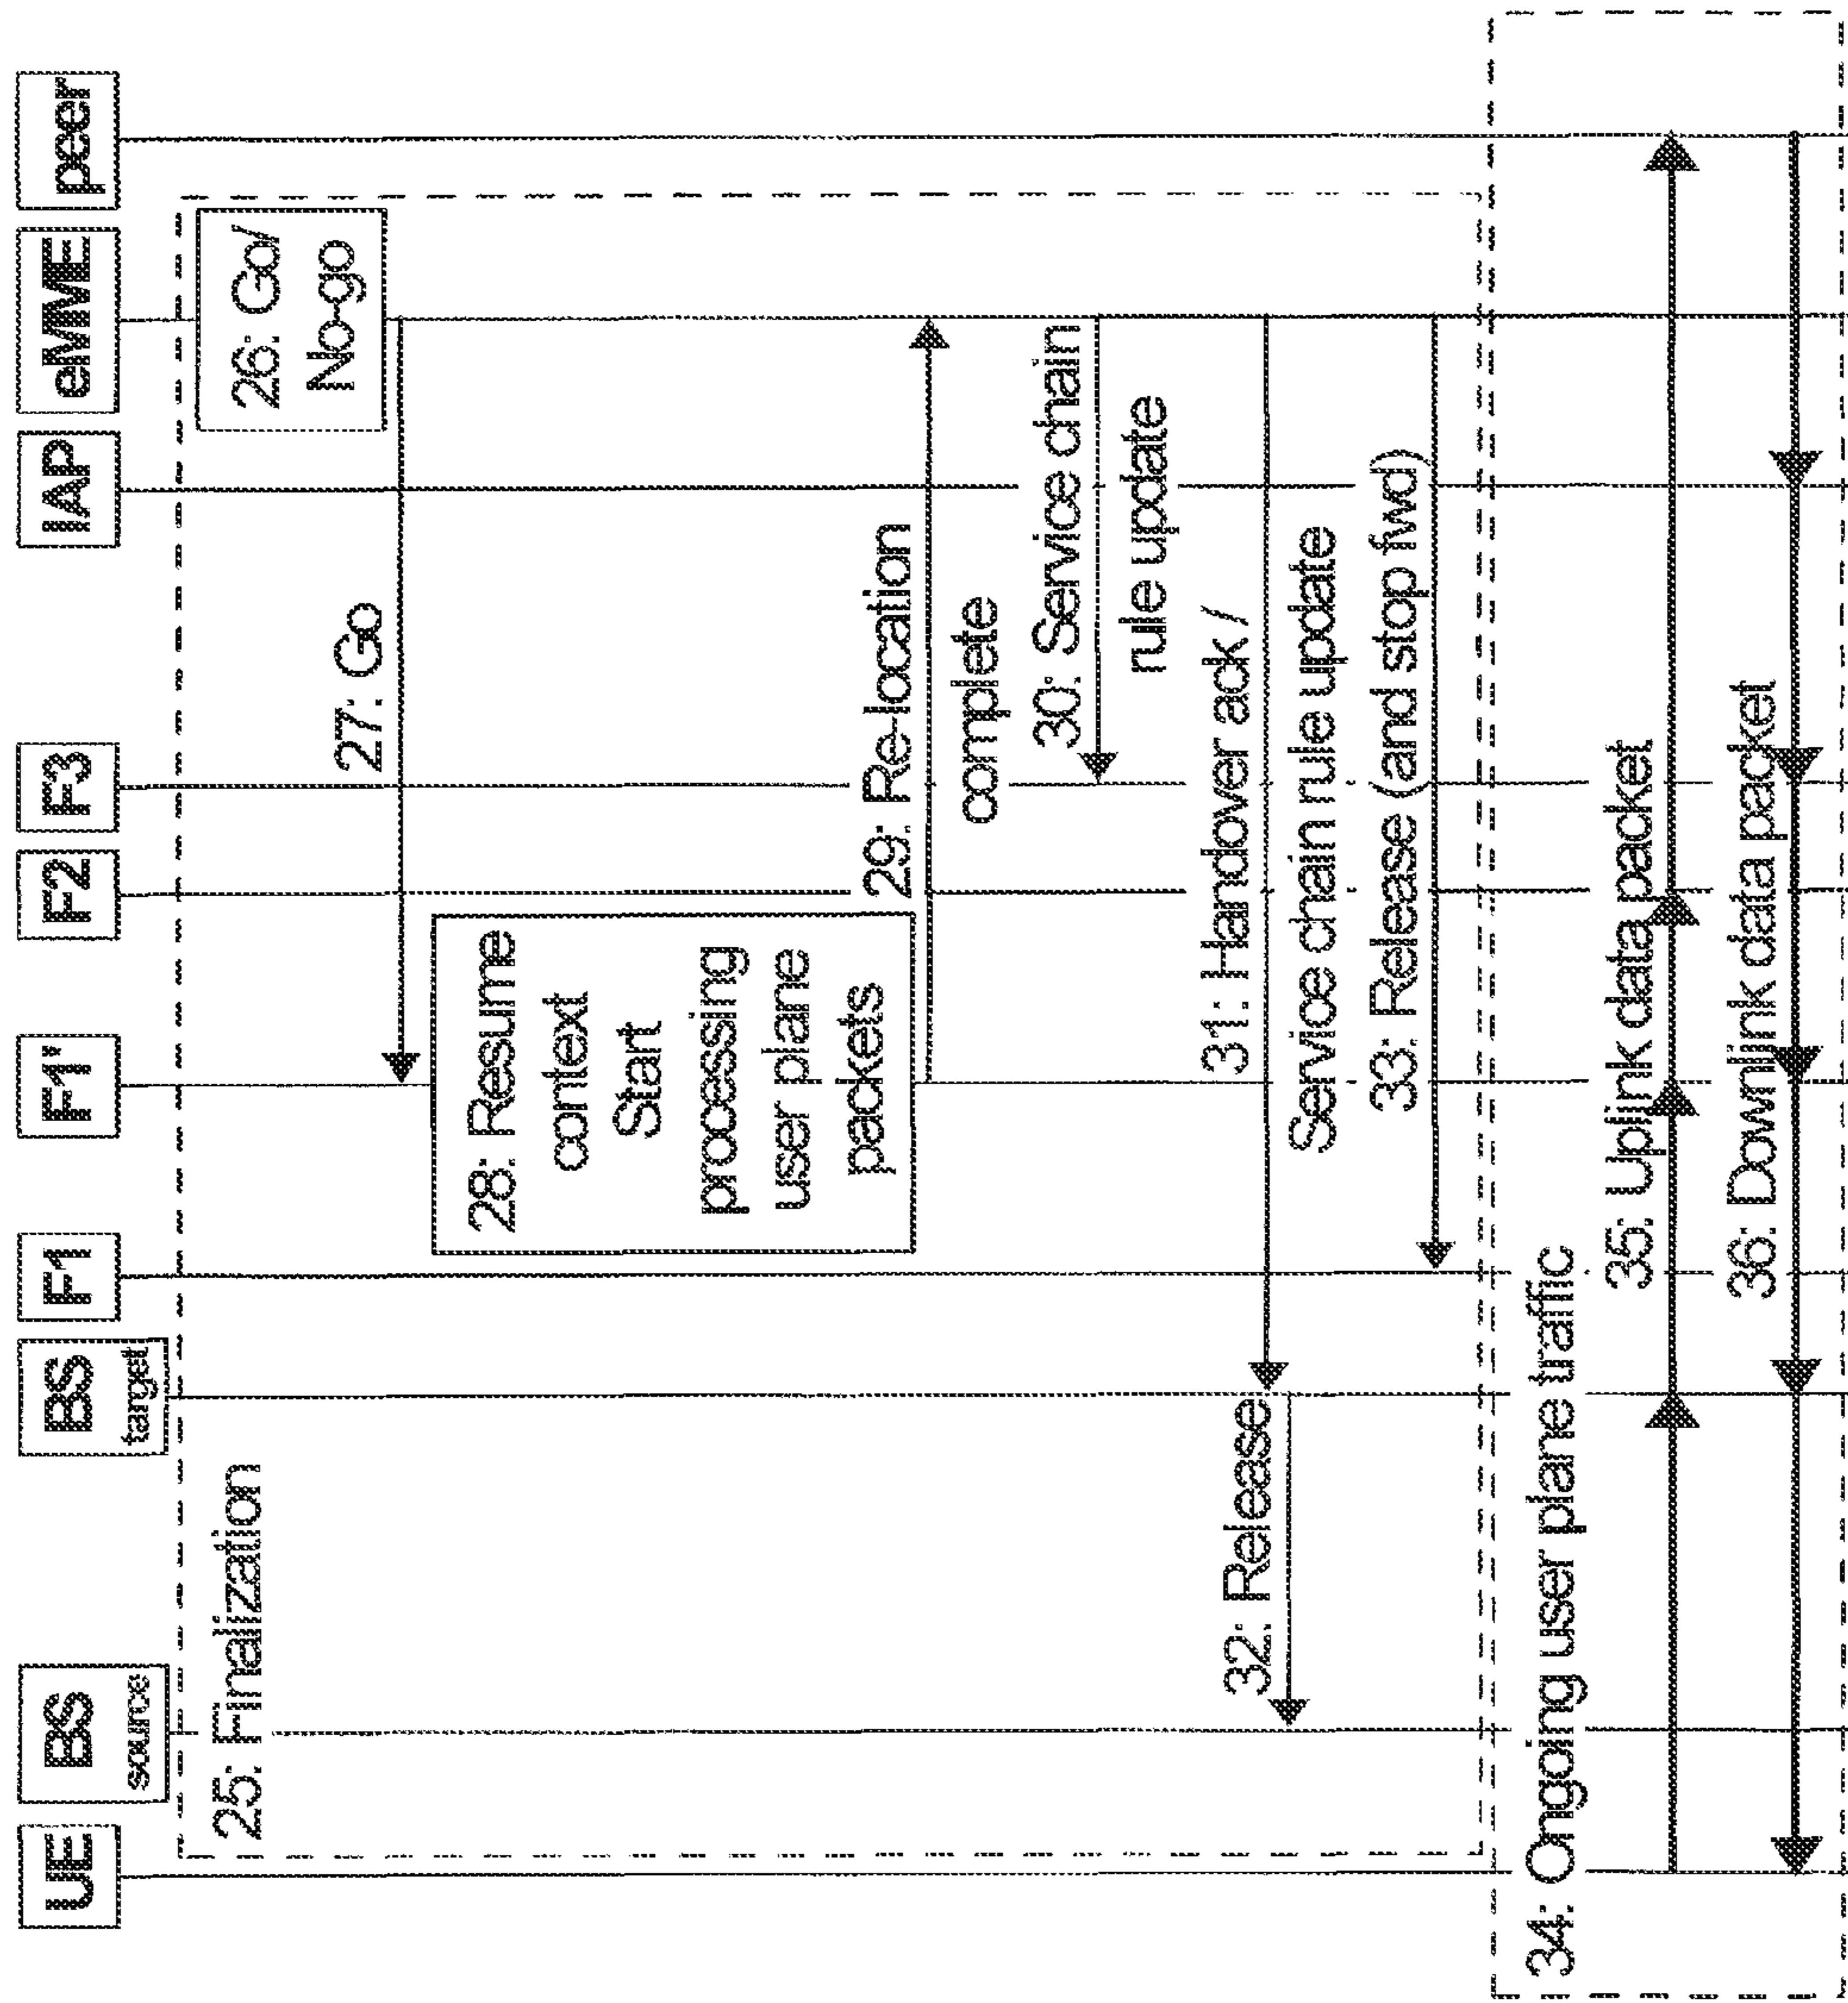 UE
BS
source
BS
target
F1
F1'
F2
F3
IAP
eMME
peer
25: Finalization
26: Go/
No-go
27: Go
28: Resume
context
Start
processing
user plane
packets
29: Re-location
complete
30: Service chain
rule update
31: Handover ack /
Service chain rule update
32: Release
33: Release (and stop fwd)
34: Ongoing user plane traffic
35: Uplink data packet
36: Downlink data packet